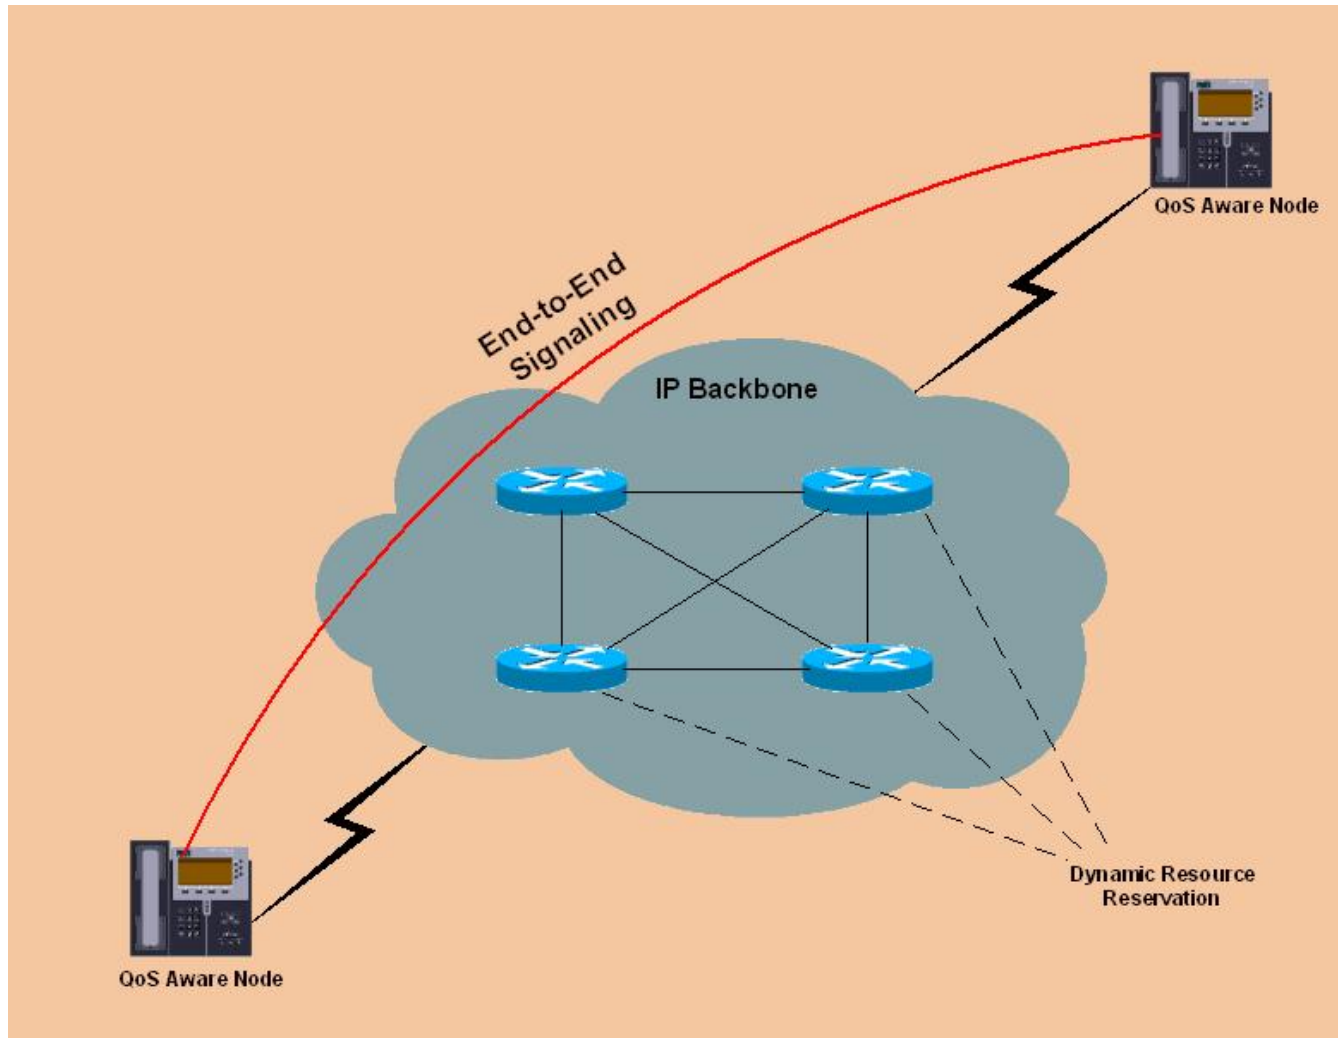 QoS Aware Node
End-to-End
Signaling
IP Backbone
Dynamic Resource
Reservation
QoS Aware Node